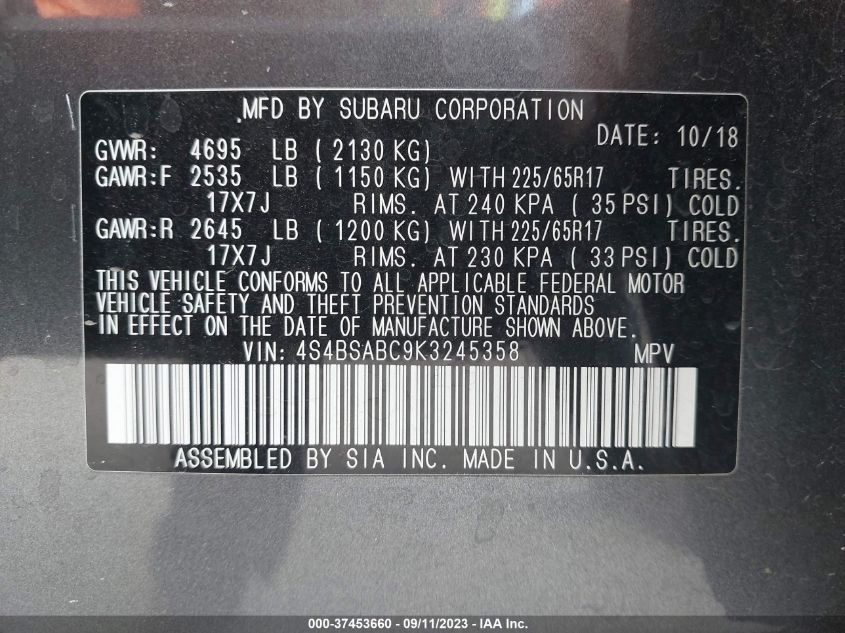 MFD BY SUBARU CORPORATION
DATE: 10/18
GVWR: 4695 LB ( 2130 KG)
GAWR:F 2535 LB ( 1150 KG) WITH 225/65R17 TIRES.
17X7J RIMS. AT 240 KPA ( 35 PSI) COLD
GAWR:R 2645 LB ( 1200 KG) WITH 225/65R17 TIRES.
17X7J RIMS. AT 230 KPA ( 33 PSI) COLD
THIS VEHICLE CONFORMS TO ALL APPLICABLE FEDERAL MOTOR
VEHICLE SAFETY AND THEFT PREVENTION STANDARDS
IN EFFECT ON THE DATE OF MANUFACTURE SHOWN ABOVE.
VIN: 4S4BSABC9K3245358 MPV
ASSEMBLED BY SIA INC. MADE IN U.S.A.
000-37453660 - 09/11/2023 - IAA Inc.